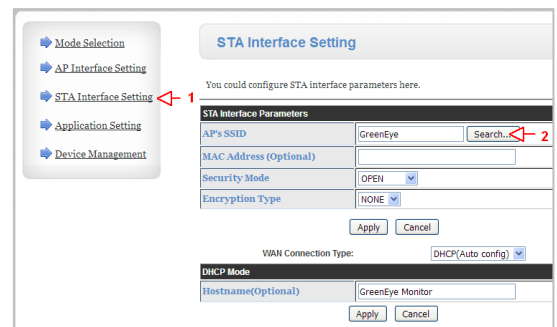 Mode Selection
AP Interface Setting
STA Interface Setting
1
Application Setting
Device Management
STA Interface Setting
You could configure STA interface parameters here.
STA Interface Parameters
AP's SSID
GreenEye
Search...
2
MAC Address (Optional)
Security Mode
OPEN
Encryption Type
NONE
Apply
Cancel
WAN Connection Type:
DHCP(Auto config)
DHCP Mode
Hostname(Optional)
GreenEye Monitor
Apply
Cancel